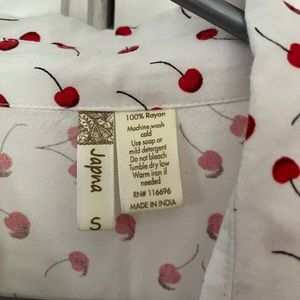 Japna
S
100% Rayon
Machine wash
cold
Use soap or
mild detergent
Do not bleach
Tumble dry low
Warm iron if
needed
RN# 116696
MADE IN INDIA